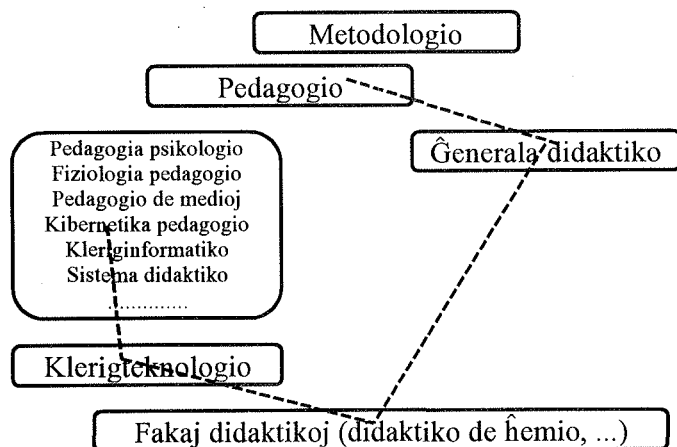 Metodologio
Pedagogio
Ĝenerala didaktiko
Pedagogia psikologio
Fiziologia pedagogio
Pedagogio de medioj
Kibernetika pedagogio
Kleriginformatiko
Sistema didaktiko
..............
Klerigteknologio
Fakaj didaktikoj (didaktiko de ĥemio, ...)